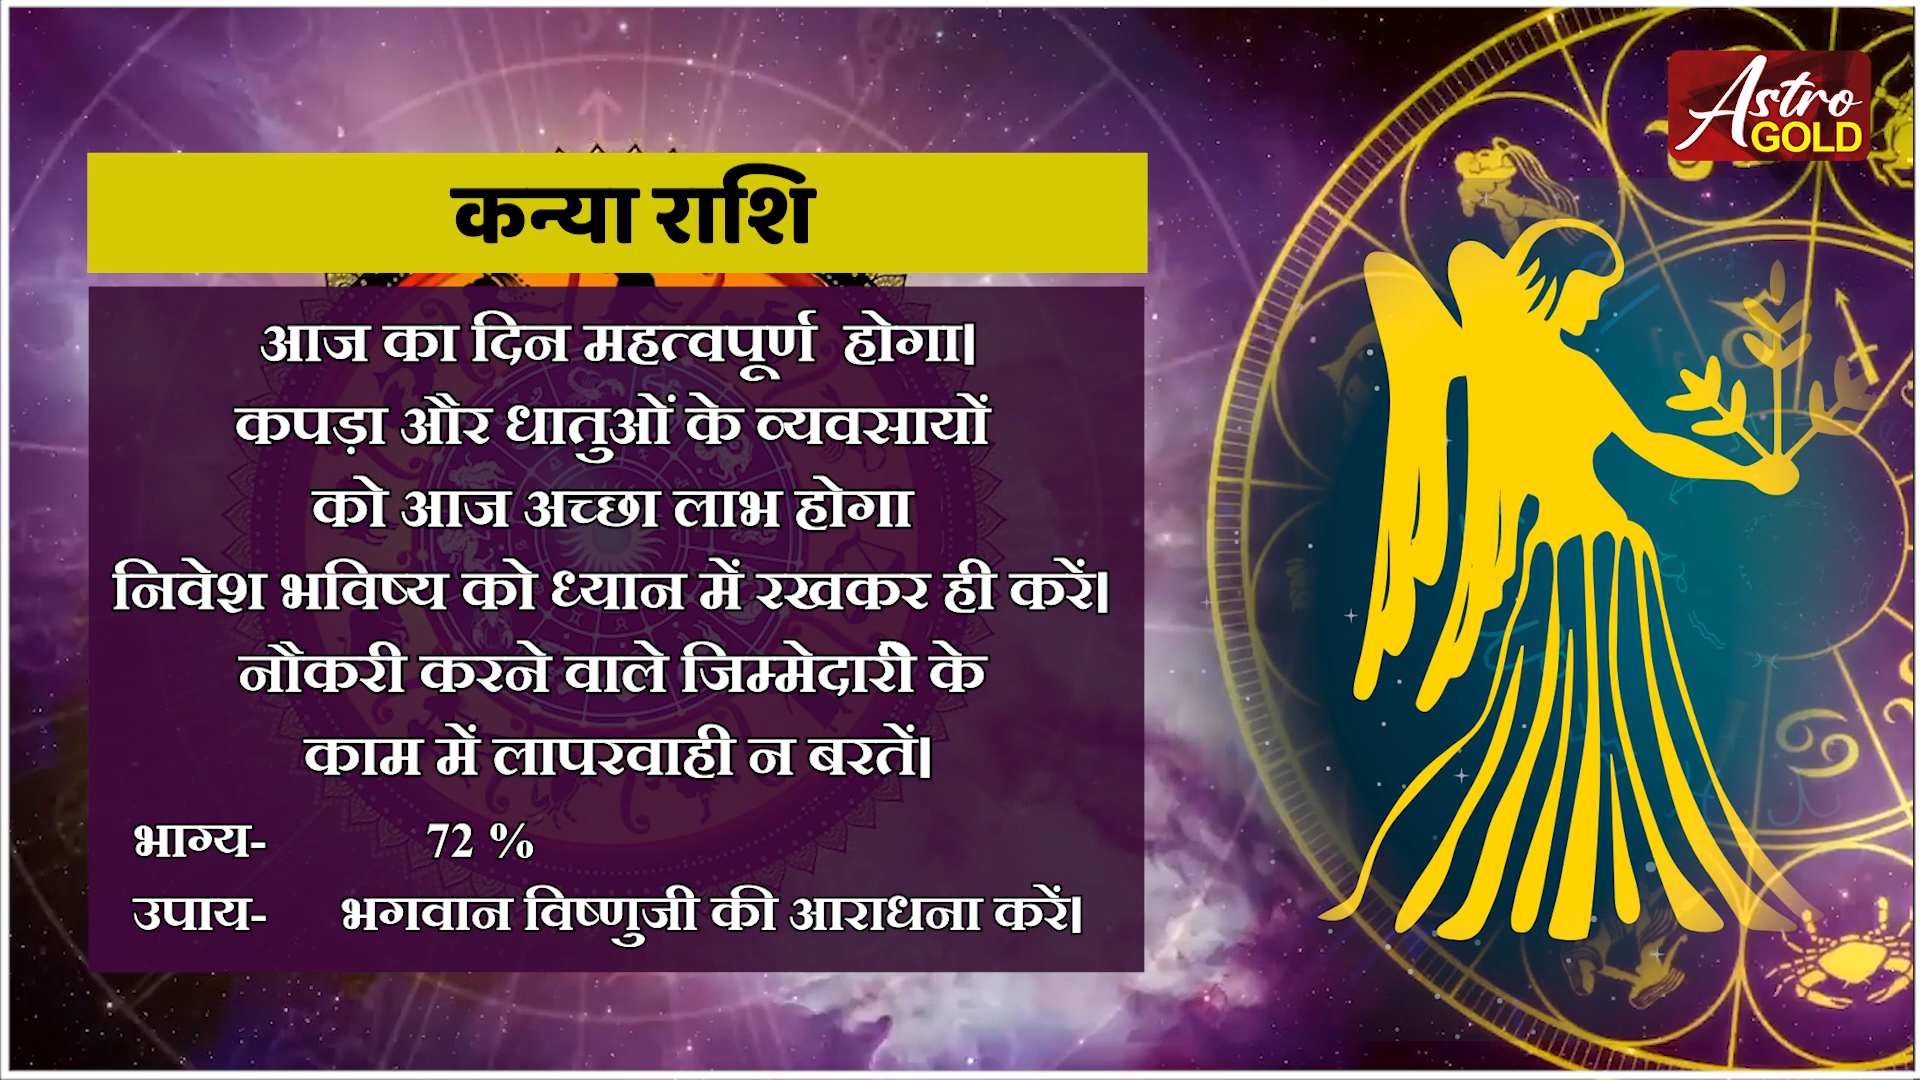 Astro
GOLD
कन्या राशि
आज का दिन महत्वपूर्ण होगा।
कपड़ा और धातुओं के व्यवसायों
को आज अच्छा लाभ होगा
निवेश भविष्य को ध्यान में रखकर ही करें।
नौकरी करने वाले जिम्मेदारी के
काम में लापरवाही न बरतें।
भाग्य- 72 %
उपाय- भगवान विष्णुजी की आराधना करें।